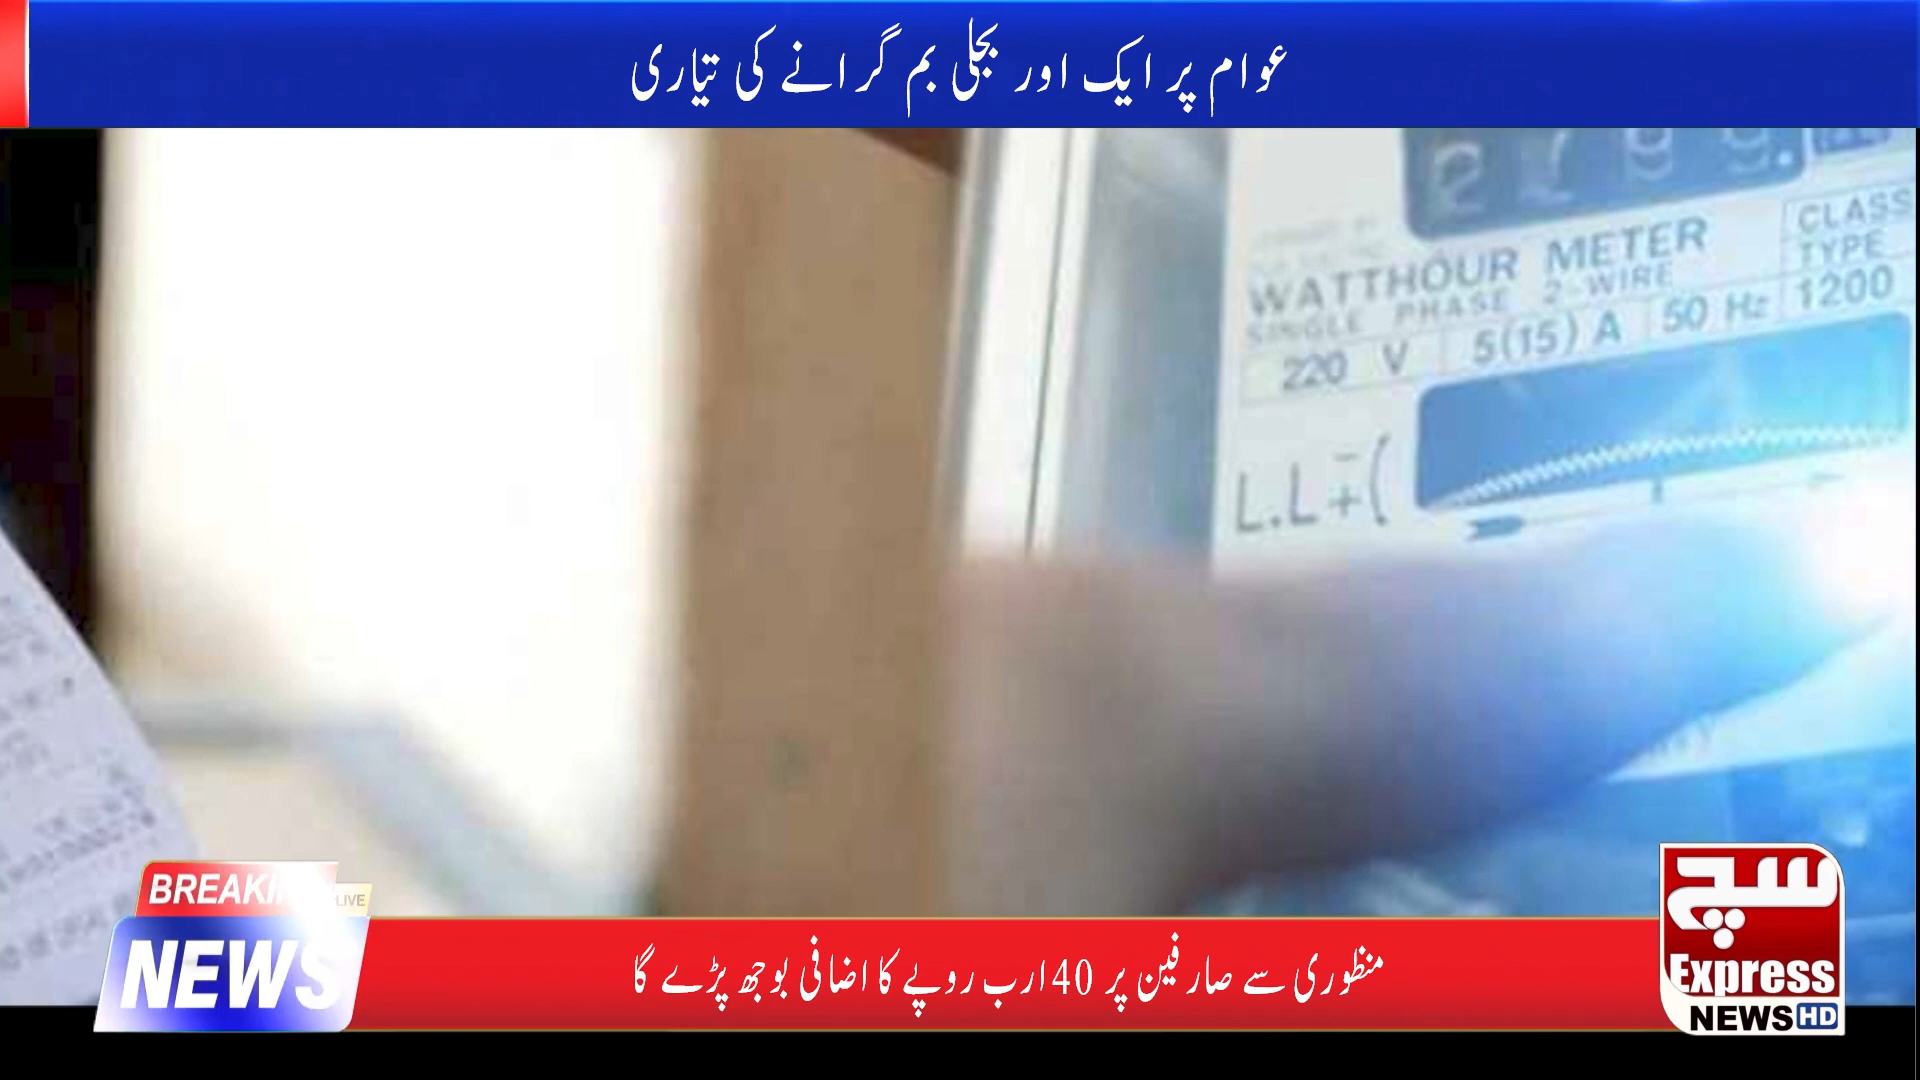 عوام پر ایک اور بجلی بم گرانے کی تیاری
WATTHOUR METER
SINGLE PHASE 2 WIRE
CLASS
TYPE
220 V 5(15) A 50 Hz 1200
L.L +
BREAKING
LIVE
NEWS
منظوری سے صارفین پر 40 ارب روپے کا اضافی بوجھ پڑے گا
سچ
Express
NEWS HD